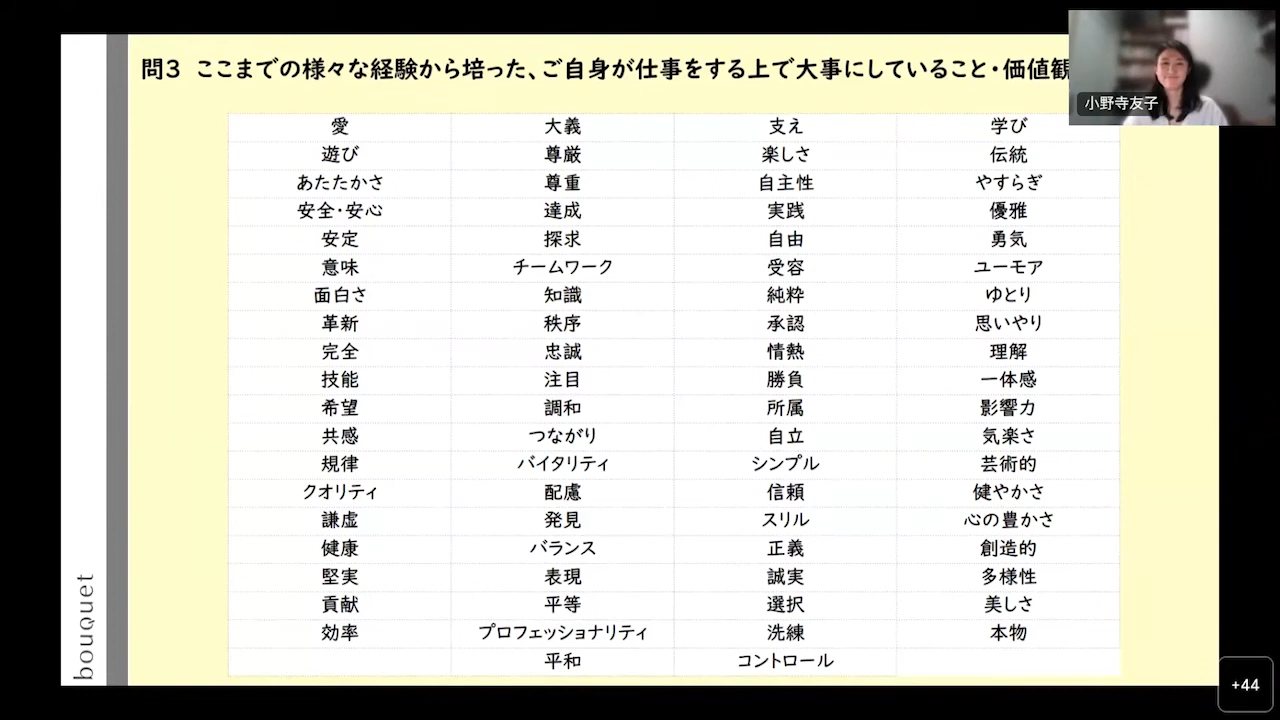 問3 ここまでの様々な経験から培った、ご自身が仕事をする上で大事にしていること・価値観
小野寺友子
愛 大義 支え 学び
遊び 尊厳 楽しさ 伝統
あたたかさ 尊重 自主性 やすらぎ
安全・安心 達成 実践 優雅
安定 探求 自由 勇気
意味 チームワーク 受容 ユーモア
面白さ 知識 純粋 ゆとり
革新 秩序 承認 思いやり
完全 忠誠 情熱 理解
技能 注目 勝負 一体感
希望 調和 所属 影響力
共感 つながり 自立 気楽さ
規律 バイタリティ シンプル 芸術的
クオリティ 配慮 信頼 健やかさ
謙虚 発見 スリル 心の豊かさ
健康 バランス 正義 創造的
堅実 表現 誠実 多様性
貢献 平等 選択 美しさ
効率 プロフェッショナリティ 洗練 本物
平和 コントロール
bouquet
+44